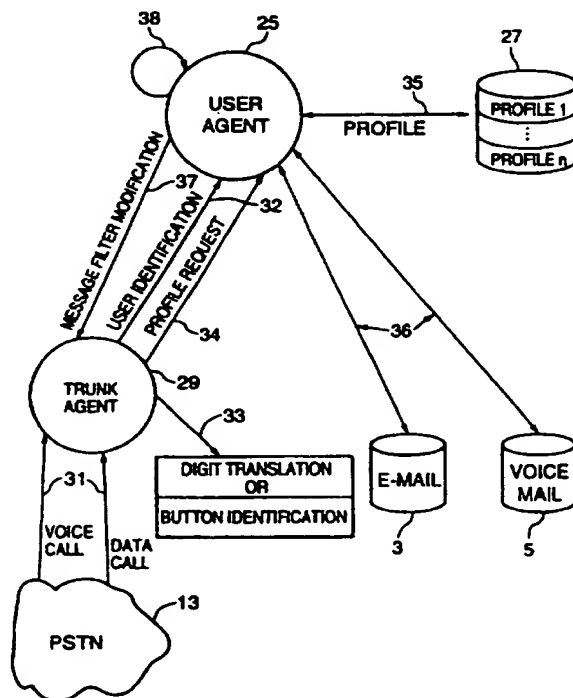 38
25
27
USER
AGENT
35
PROFILE
PROFILE 1
PROFILE n
MESSAGE FILTER MODIFICATION
37
USER IDENTIFICATION
32
PROFILE REQUEST
34
36
TRUNK
AGENT
29
33
DIGIT TRANSLATION
OR
BUTTON IDENTIFICATION
E-MAIL
3
VOICE
MAIL
5
31
VOICE
CALL
DATA
CALL
13
PSTN